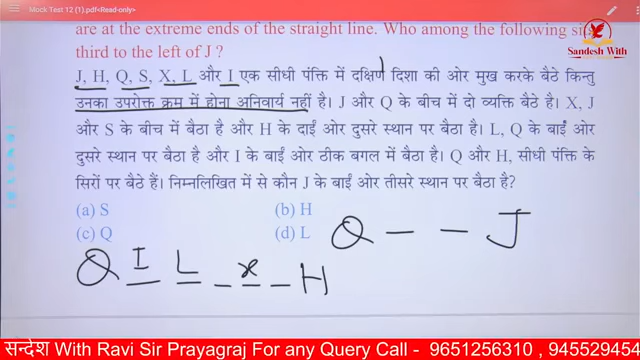 Mock Test 12 (1).pdf<Read-only>
are at the extreme ends of the straight line. Who among the following sits
third to the left of J ?
Sandesh With
J, H, Q, S, X, L और I एक सीधी पंक्ति में दक्षिण दिशा की ओर मुख करके बैठे किन्तु
उनका उपरोक्त क्रम में होना अनिवार्य नहीं है। J और Q के बीच में दो व्यक्ति बैठे है। X, J
और S के बीच में बैठा है और H के दाईं ओर दुसरे स्थान पर बैठा है। L, Q के बाईं ओर
दुसरे स्थान पर बैठा है और I के बाईं ओर ठीक बगल में बैठा है। Q और H, सीधी पंक्ति के
सिरों पर बैठे हैं। निम्नलिखित में से कौन J के बाईं ओर तीसरे स्थान पर बैठा है?
(a) S (b) H
(c) Q (d) L
Q _ _ J
Q I L _ x _ H
सन्देश With Ravi Sir Prayagraj For any Query Call - 9651256310 , 9455529454